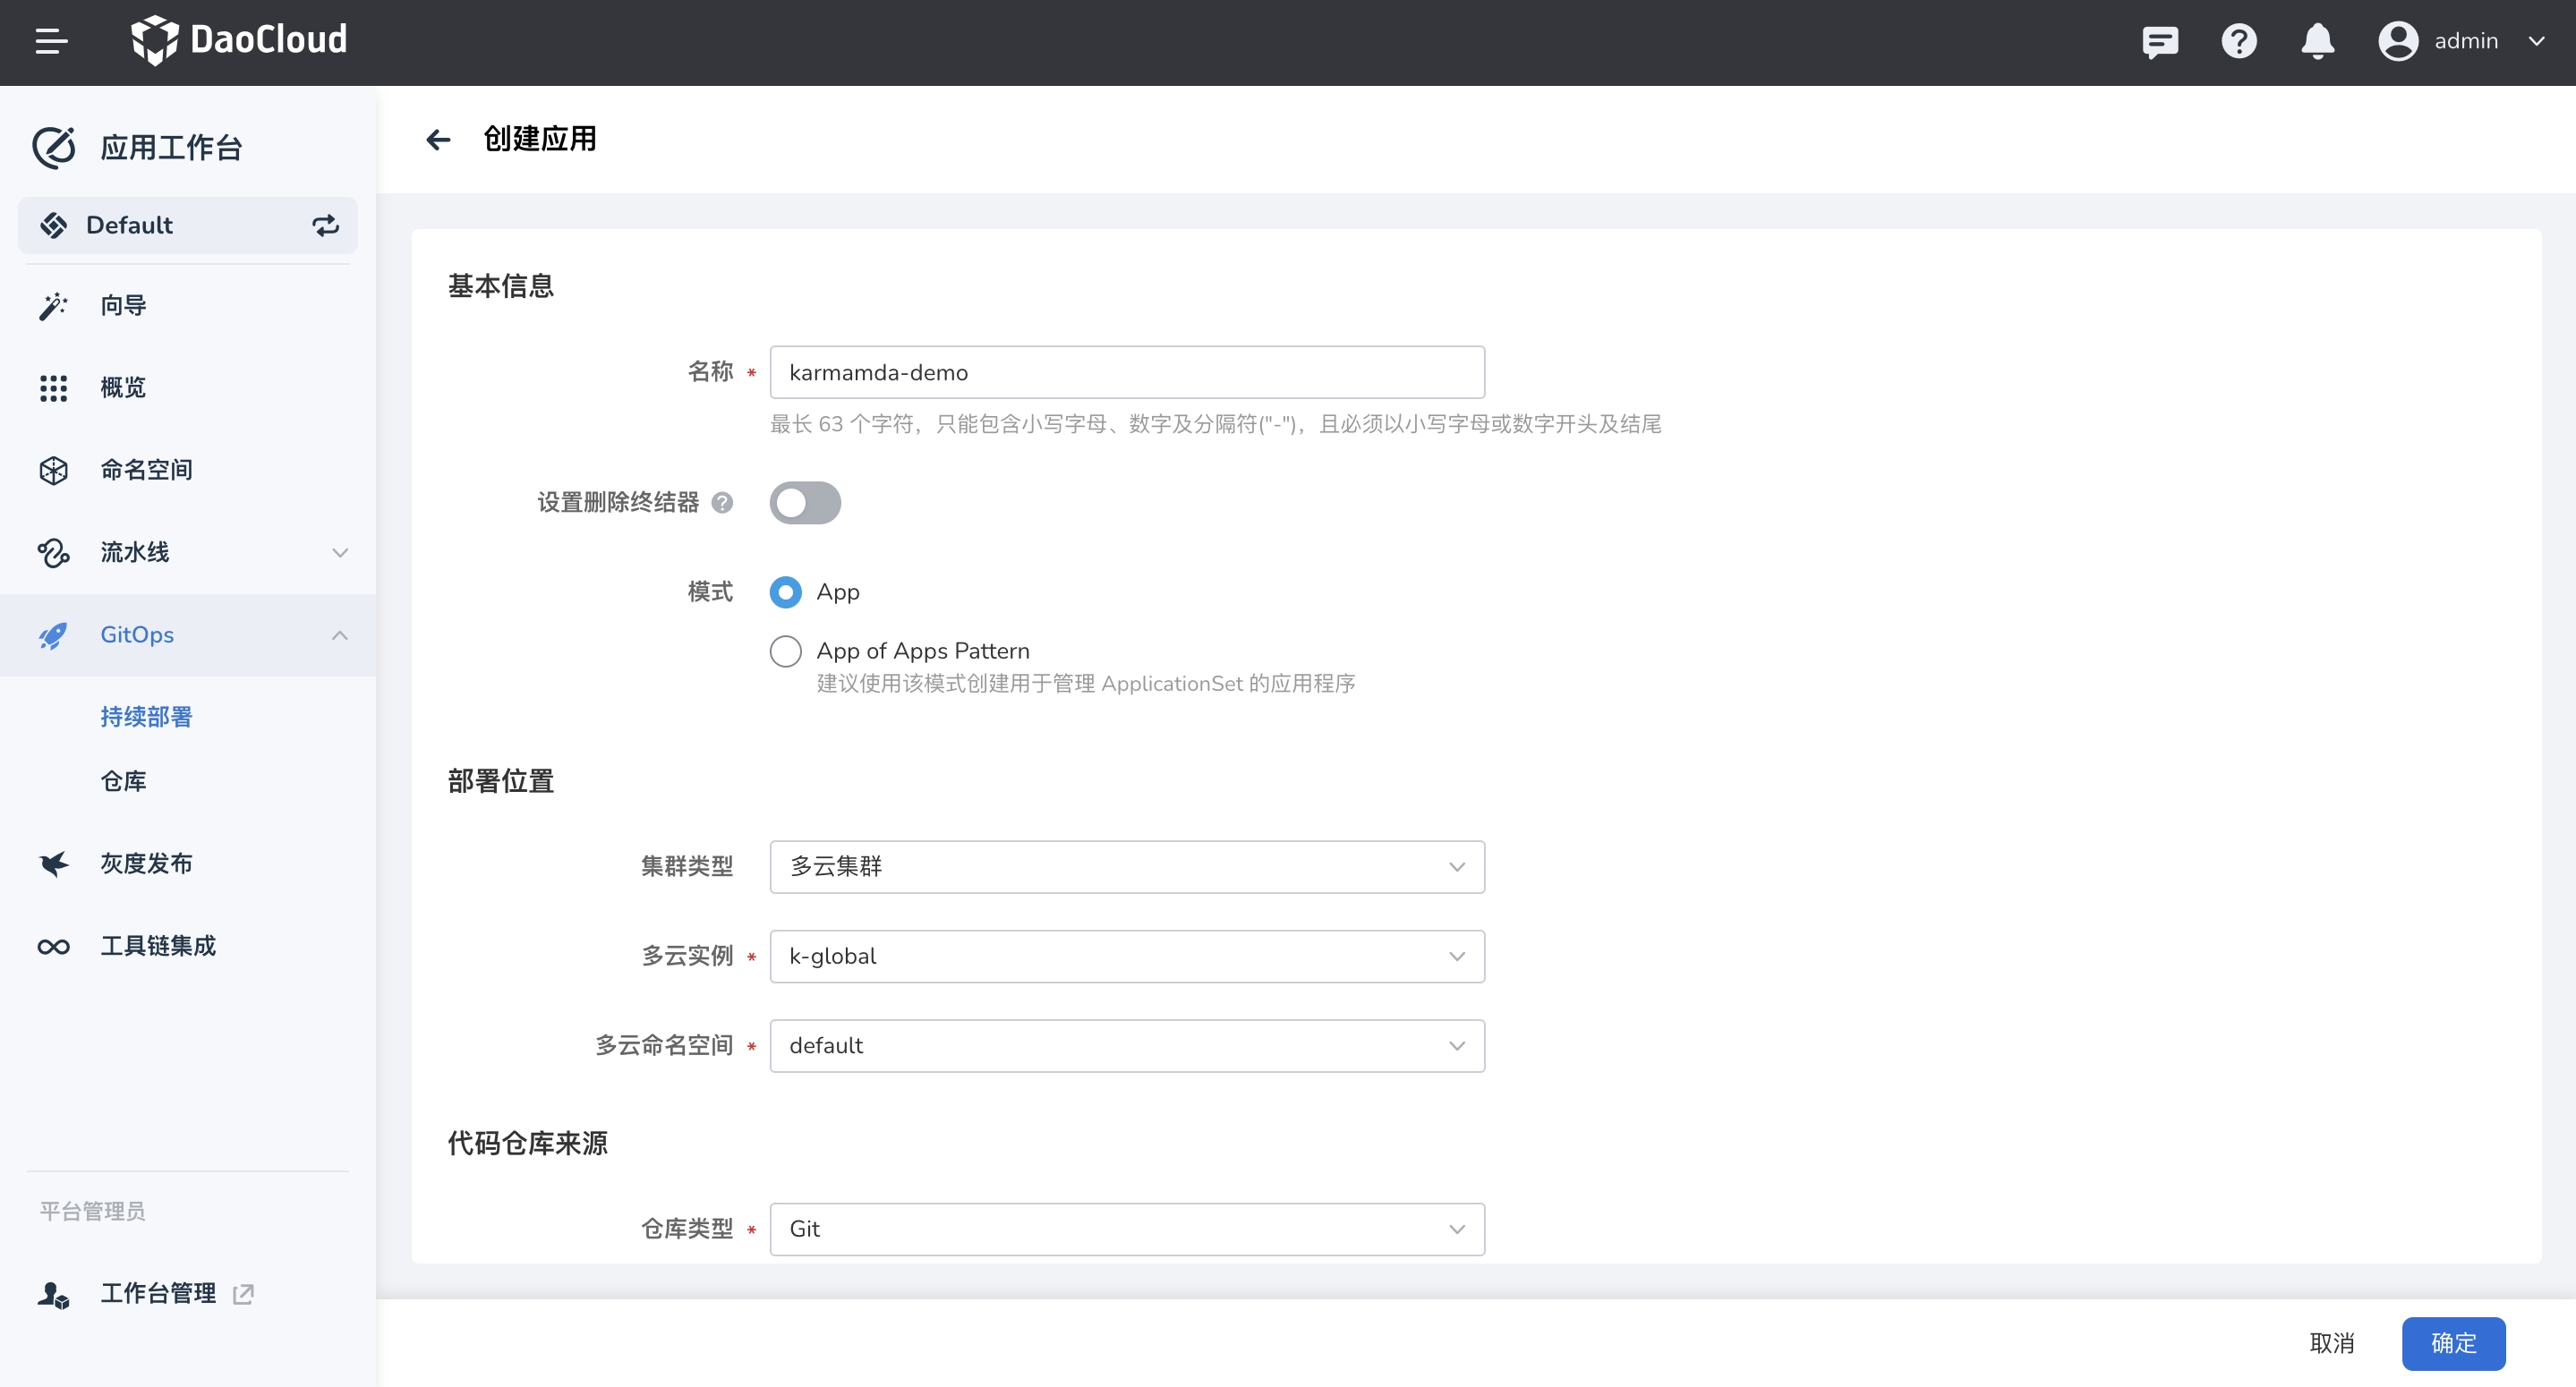 DaoCloud
admin
应用工作台
Default
向导
概览
命名空间
流水线
GitOps
持续部署
仓库
灰度发布
工具链集成
平台管理员
工作台管理
创建应用
基本信息
名称 *
karmamda-demo
最长 63 个字符，只能包含小写字母、数字及分隔符("-")，且必须以小写字母或数字开头及结尾
设置删除终结器
模式
App
App of Apps Pattern
建议使用该模式创建用于管理 ApplicationSet 的应用程序
部署位置
集群类型
多云集群
多云实例 *
k-global
多云命名空间 *
default
代码仓库来源
仓库类型 *
Git
取消
确定